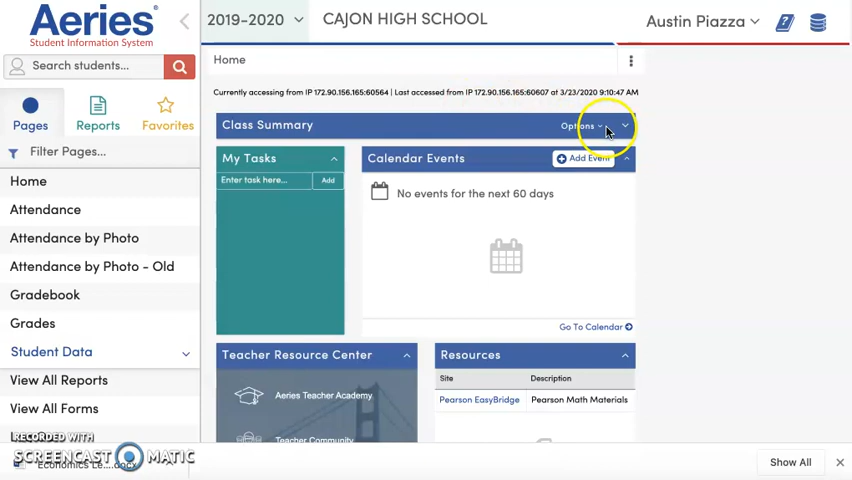 Aeries
Student Information System
2019-2020
CAJON HIGH SCHOOL
Austin Piazza
Search students...
Pages
Reports
Favorites
Filter Pages...
Home
Attendance
Attendance by Photo
Attendance by Photo - Old
Gradebook
Grades
Student Data
View All Reports
View All Forms
Home
Currently accessing from IP 172.90.156.165:60564 | Last accessed from IP 172.90.156.165:60607 at 3/23/2020 9:10:47 AM
Class Summary
Options
My Tasks
Enter task here...
Add
Calendar Events
Add Event
No events for the next 60 days
Go To Calendar
Teacher Resource Center
Aeries Teacher Academy
Teacher Community
Resources
Site
Description
Pearson EasyBridge
Pearson Math Materials
RECORDED WITH
SCREENCAST MATIC
Economics Le....docx
Show All